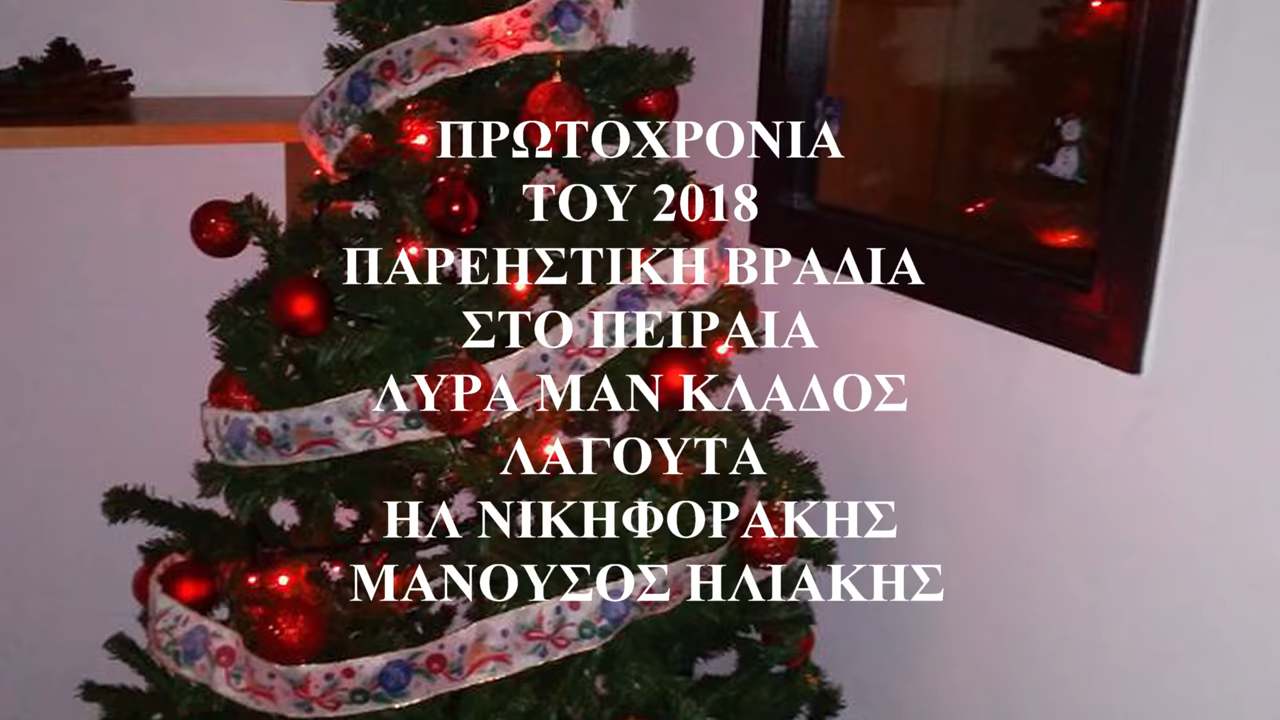 ΠΡΩΤΟΧΡΟΝΙΑ
ΤΟΥ 2018
ΠΑΡΕΗΣΤΙΚΗ ΒΡΑΔΙΑ
ΣΤΟ ΠΕΙΡΑΙΑ
ΛΥΡΑ ΜΑΝ ΚΛΑΔΟΣ
ΛΑΓΟΥΤΑ
ΗΛ ΝΙΚΗΦΟΡΑΚΗΣ
ΜΑΝΟΥΣΟΣ ΗΛΙΑΚΗΣ